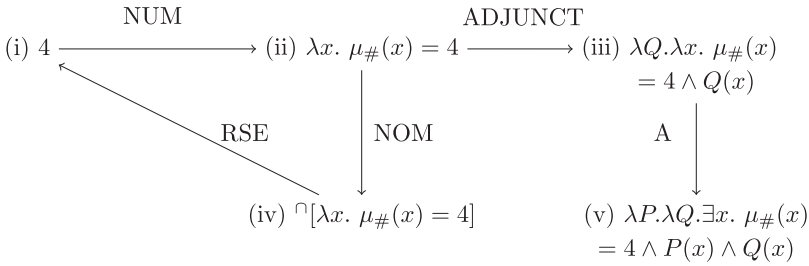 NUM ADJUNCT
(i) 4 (ii) λx. μ#(x) = 4 (iii) λQ.λx. μ#(x)
= 4 ∧ Q(x)
RSE NOM A
(iv) ∩[λx. μ#(x) = 4] (v) λP.λQ.∃x. μ#(x)
= 4 ∧ P(x) ∧ Q(x)